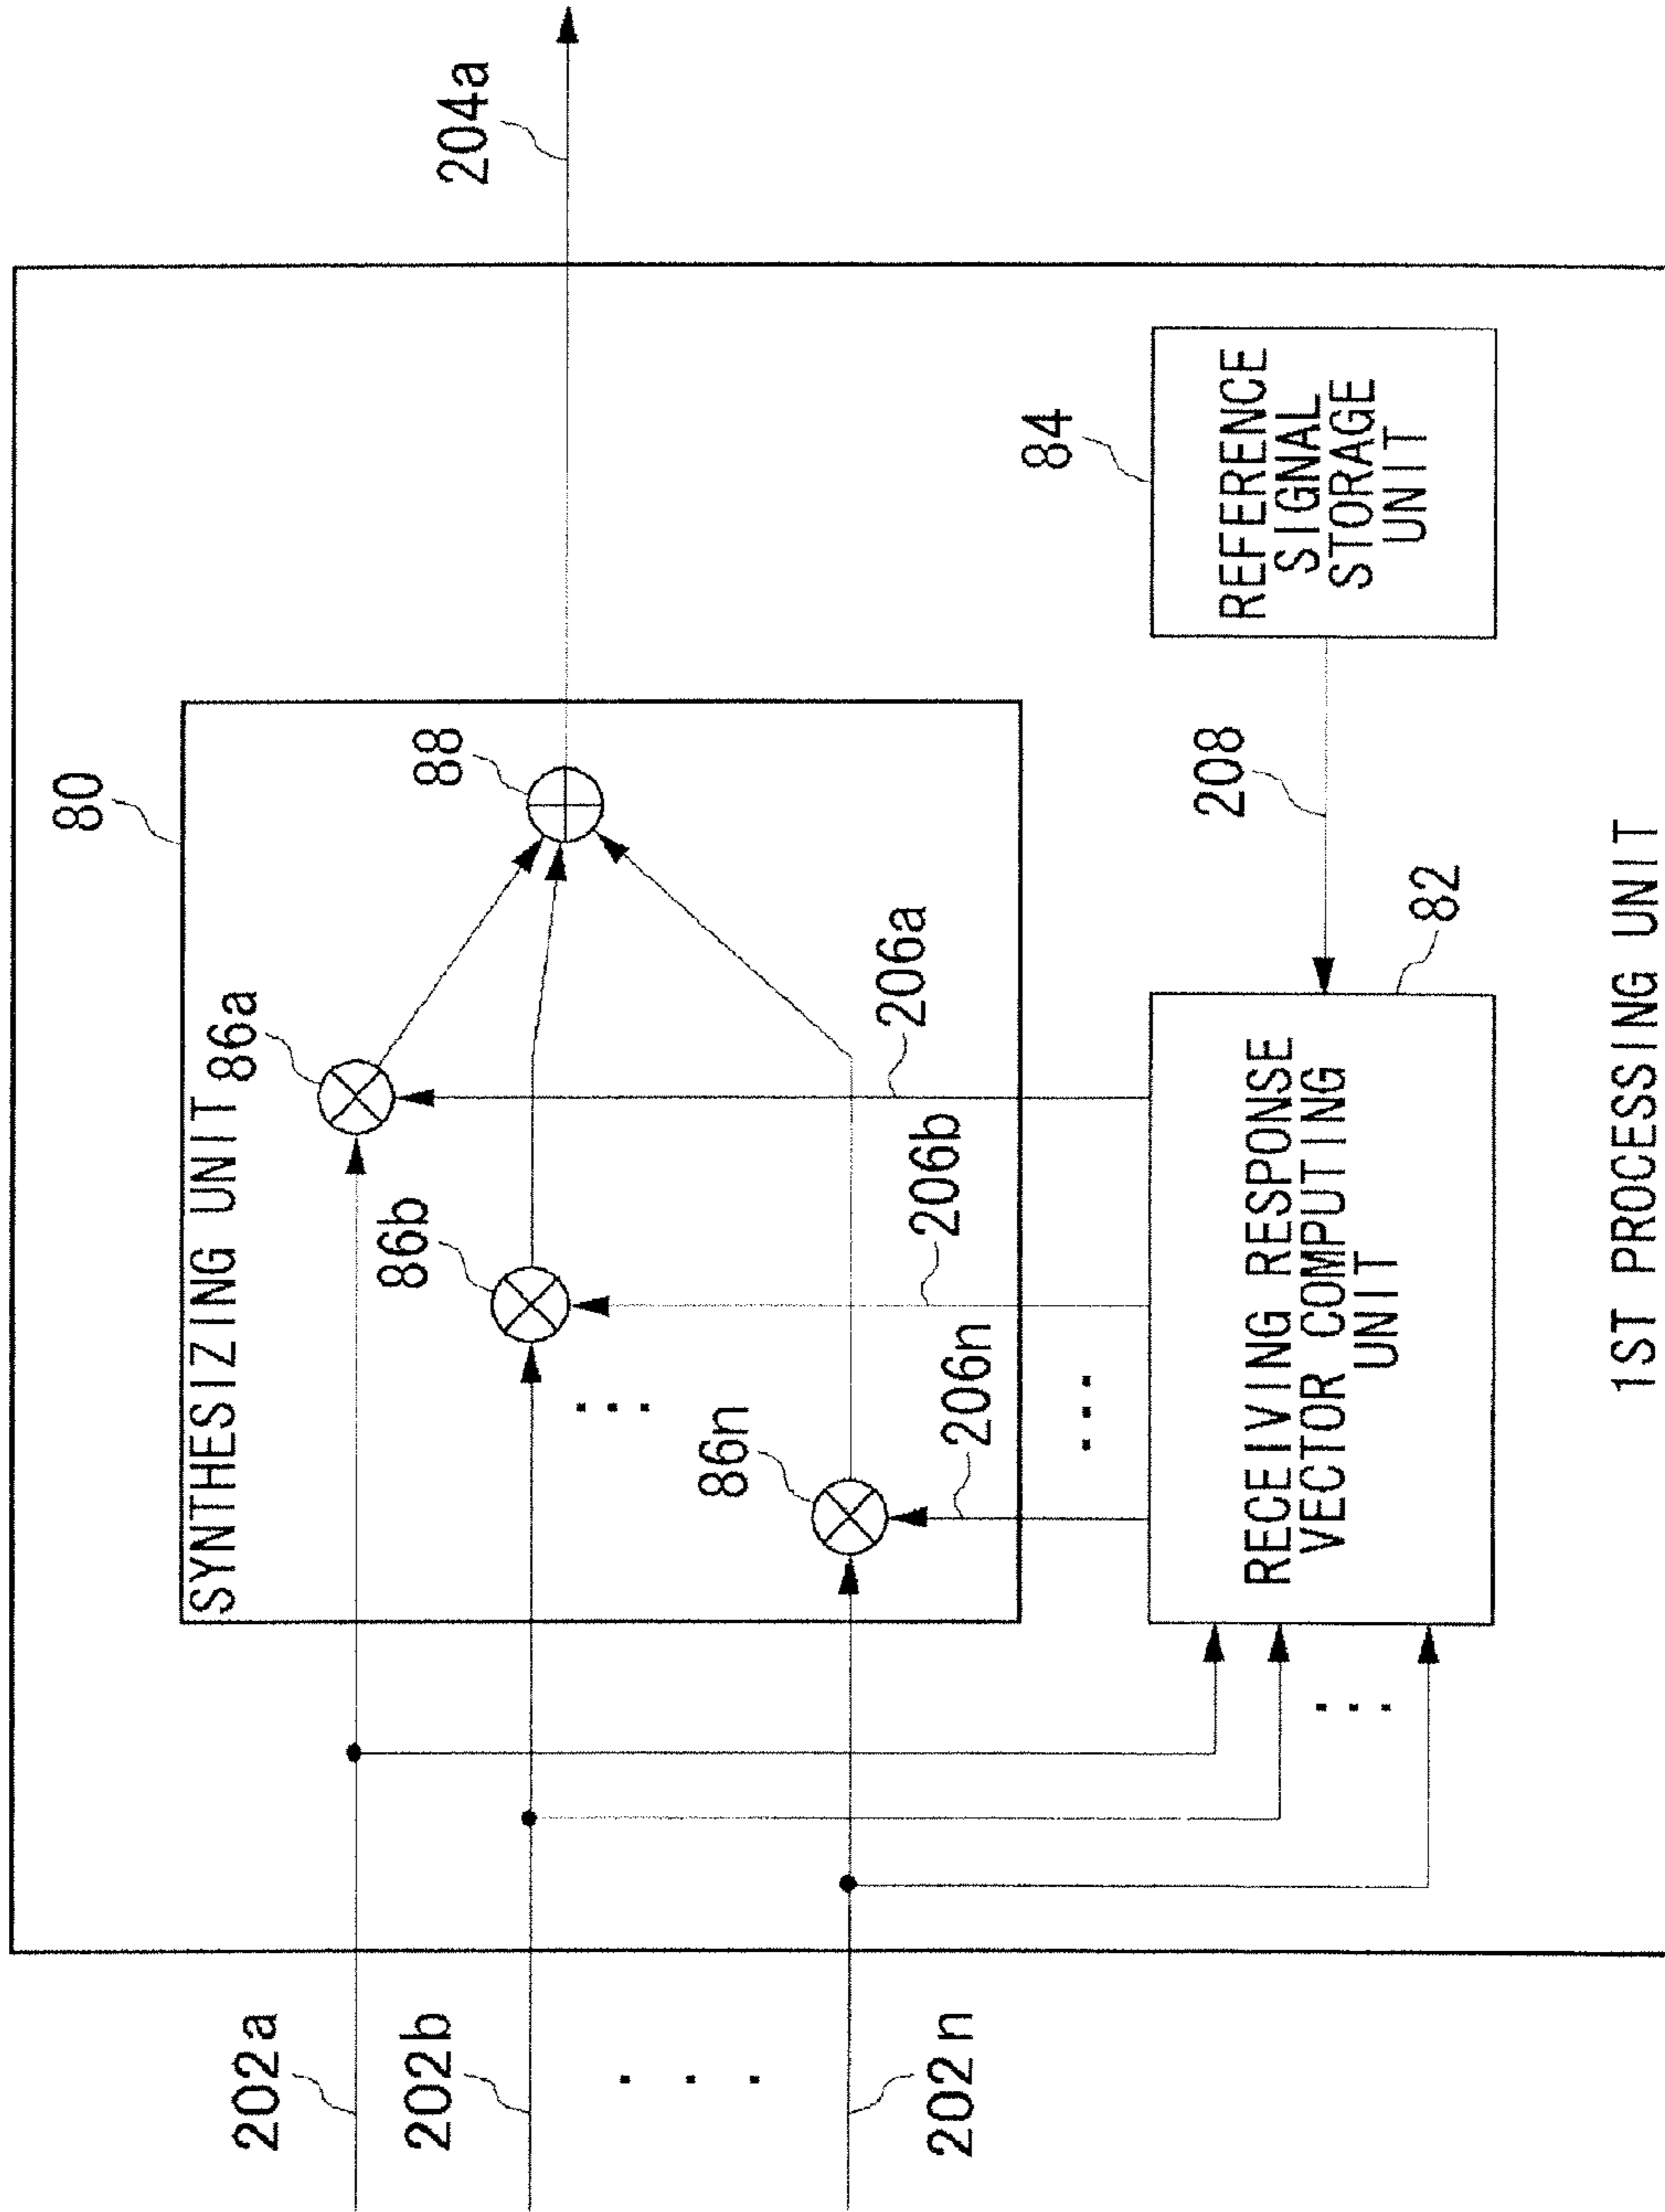 204a
80
SYNTHESIZING UNIT
88
86a
86b
...
86n
206a
206b
206n
...
84
REFERENCE
SIGNAL
STORAGE
UNIT
208
82
RECEIVING RESPONSE
VECTOR COMPUTING
UNIT
...
202a
202b
...
202n
1ST PROCESSING UNIT